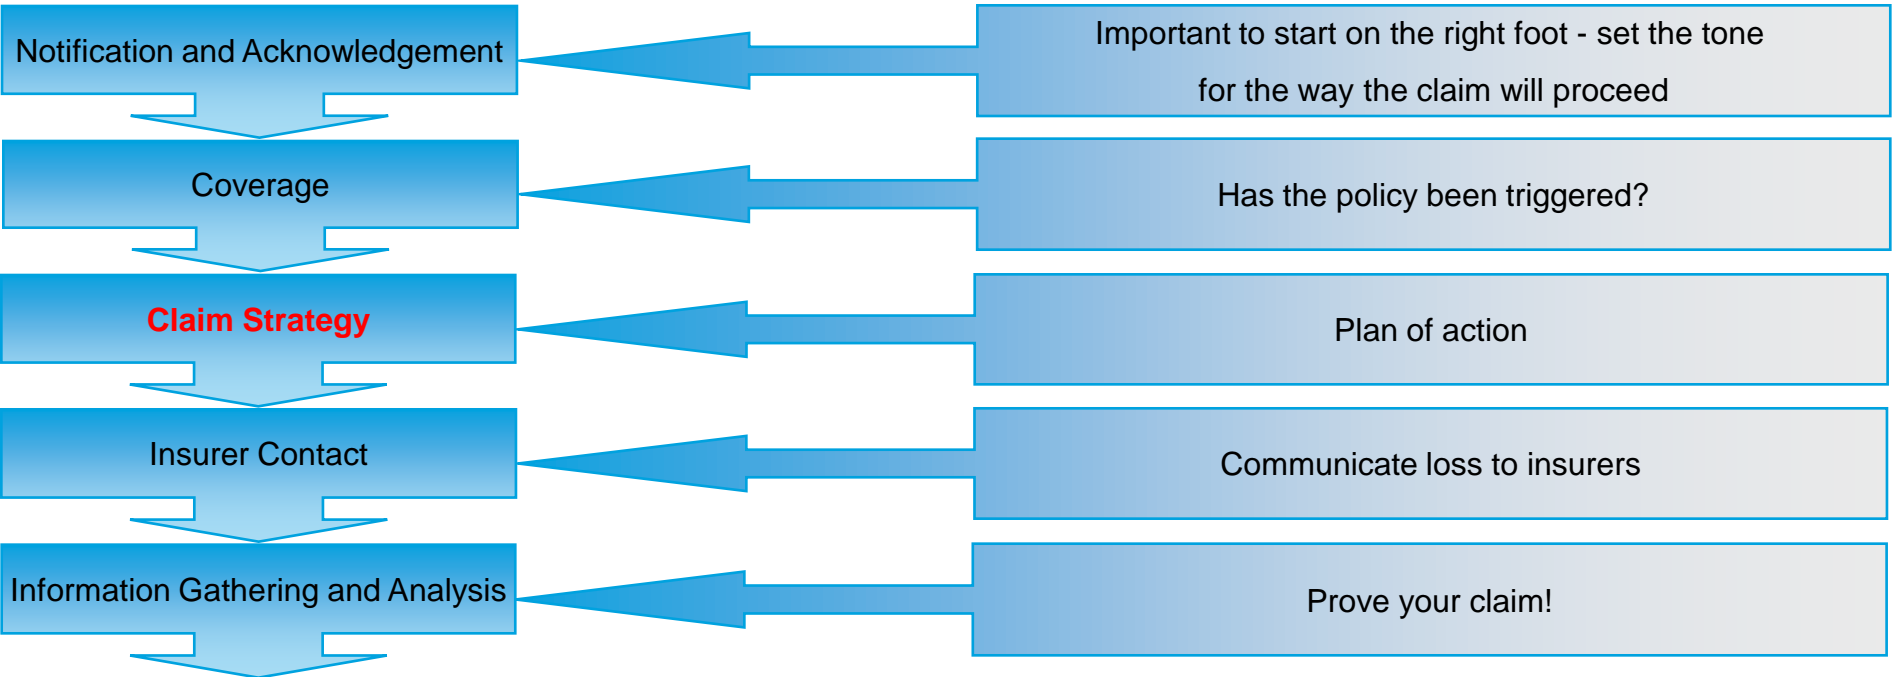 Notification and Acknowledgement
Important to start on the right foot - set the tone
for the way the claim will proceed
Coverage
Has the policy been triggered?
Claim Strategy
Plan of action
Insurer Contact
Communicate loss to insurers
Information Gathering and Analysis
Prove your claim!